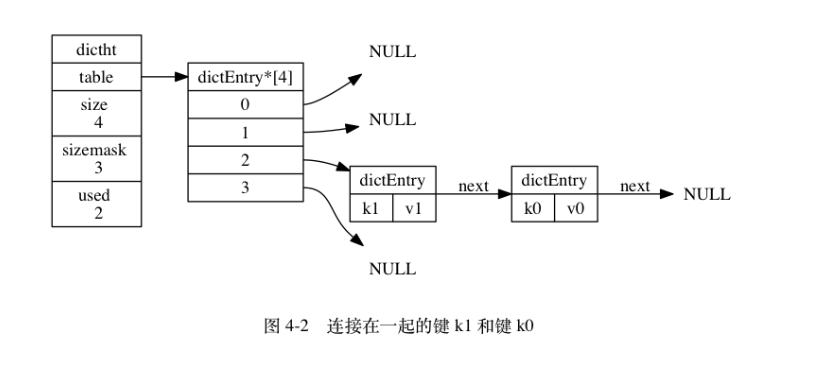 dictht
table
size
4
sizemask
3
used
2
dictEntry*[4]
0
1
2
3
NULL
NULL
dictEntry
k1 v1
next
dictEntry
k0 v0
next
NULL
NULL
图 4-2 连接在一起的键 k1 和键 k0